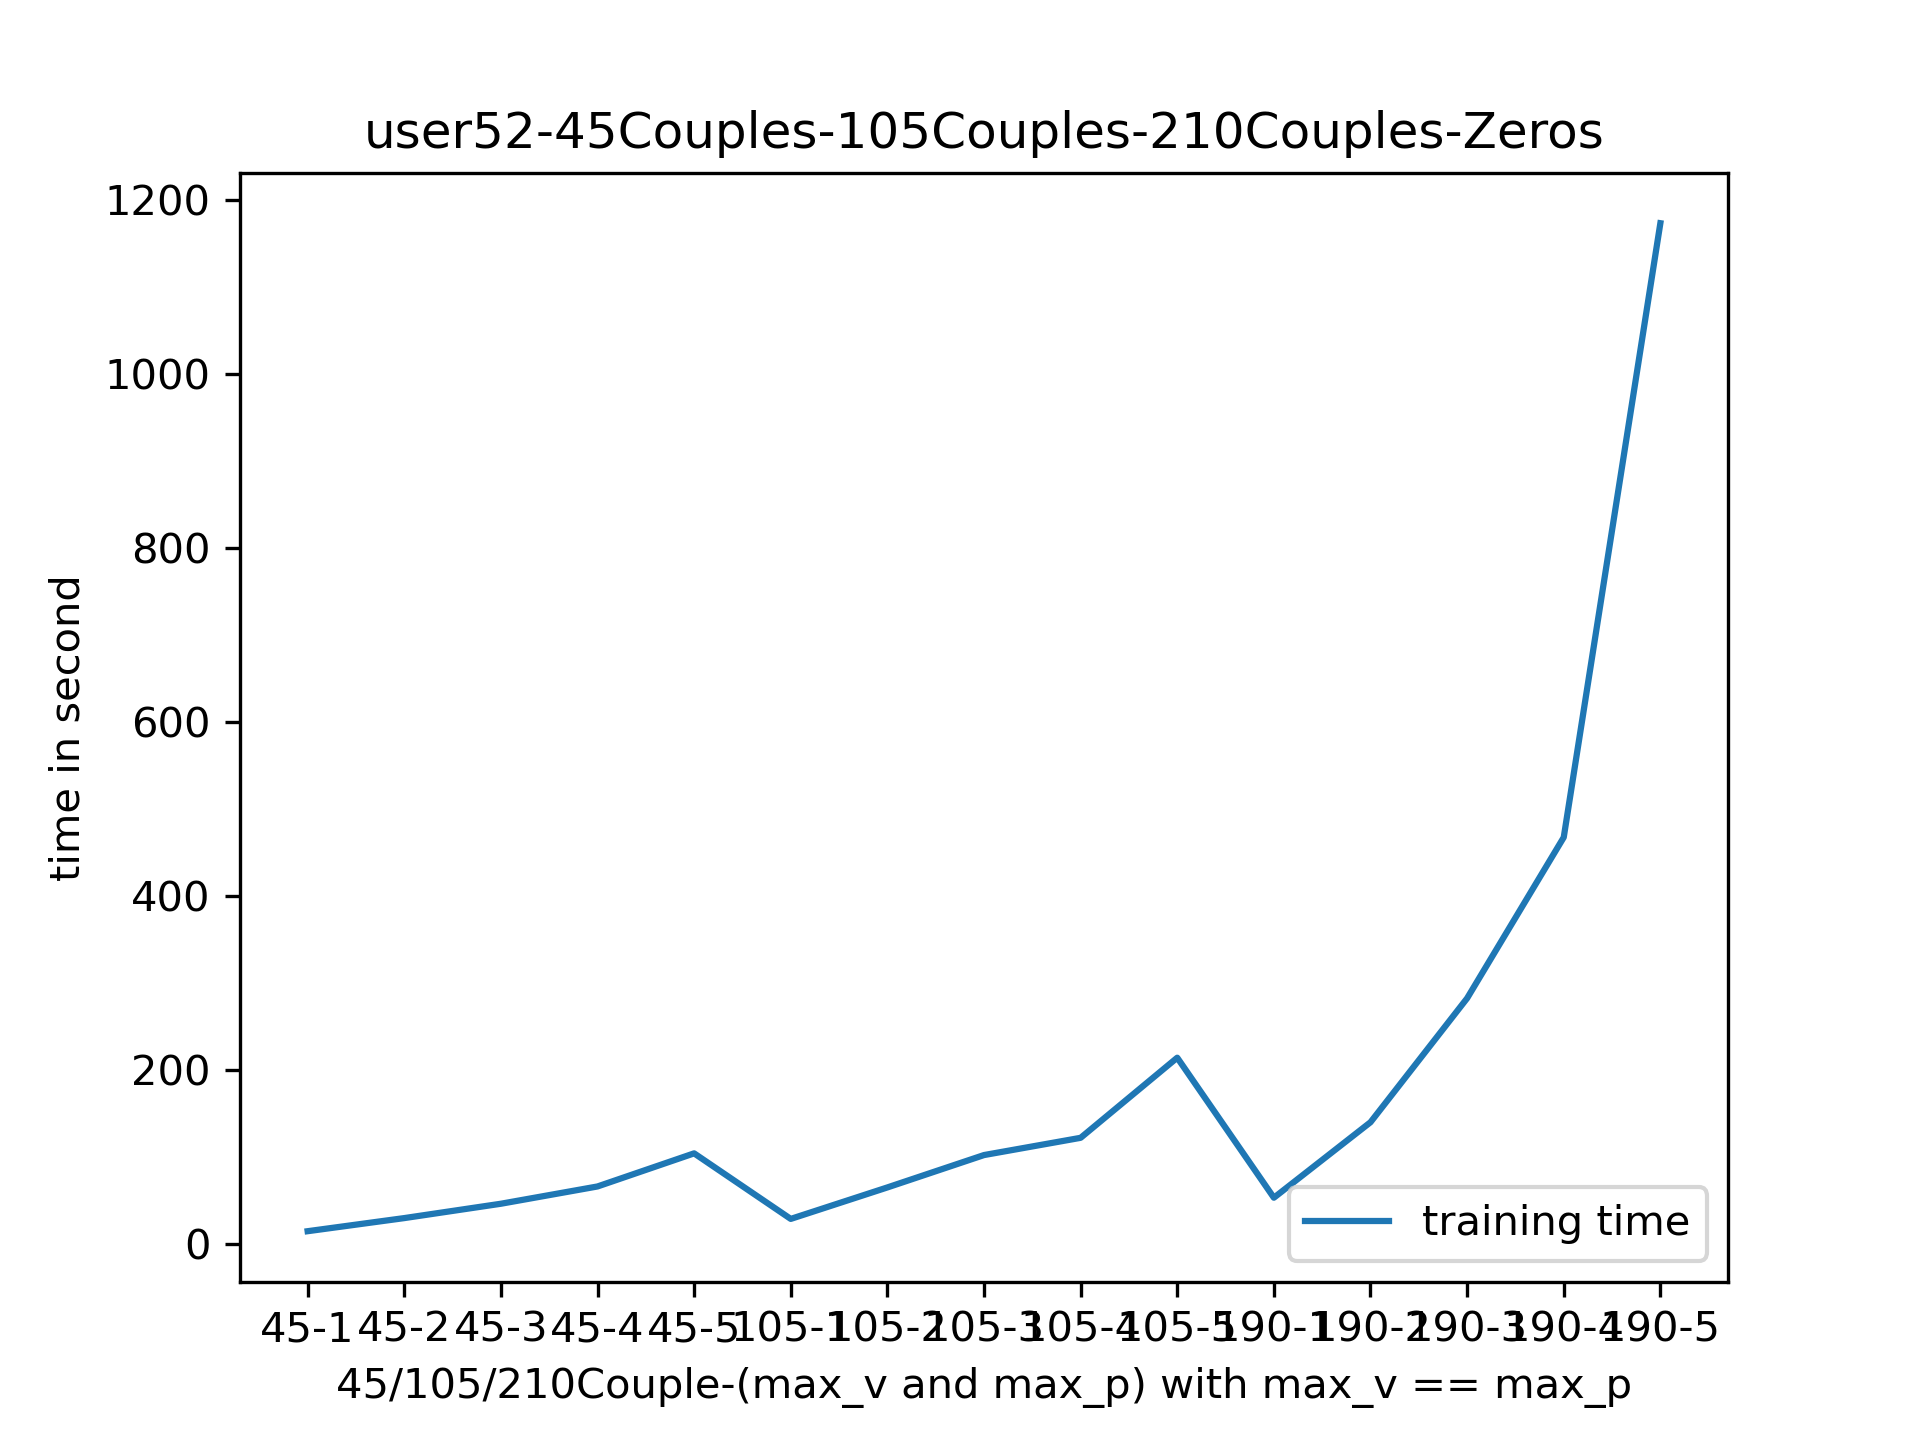 user52-45Couples-105Couples-210Couples-Zeros
1200
1000
800
600
400
200
0
time in second
training time
45-1 45-2 45-3 45-4 45-5 105-1 105-2 105-3 105-4 105-5 190-1 190-2 190-3 190-4 190-5
45/105/210Couple-(max_v and max_p) with max_v == max_p